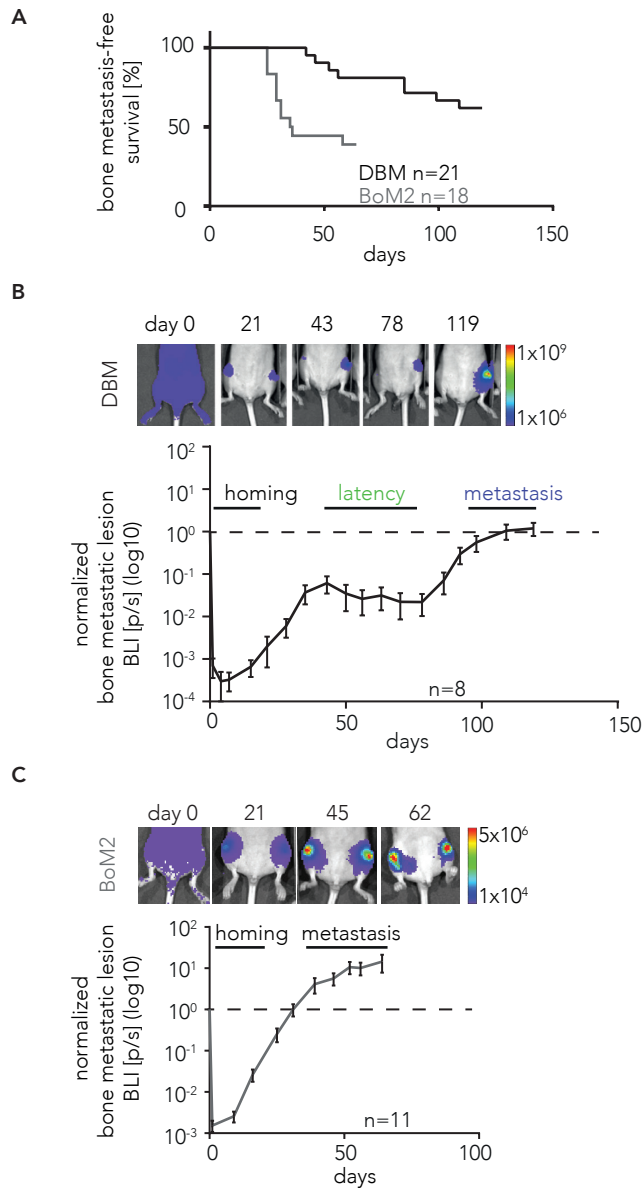 A
bone metastasis-free
survival [%]
100
50
0
DBM n=21
BoM2 n=18
0 50 100 150
days
B
day 0 21 43 78 119
DBM
1x10⁹
1x10⁶
normalized
bone metastatic lesion
BLI [p/s] (log10)
10²
10¹
10⁰
10⁻¹
10⁻²
10⁻³
10⁻⁴
homing latency metastasis
n=8
0 50 100 150
days
C
day 0 21 45 62
BoM2
5x10⁶
1x10⁴
normalized
bone metastatic lesion
BLI [p/s] (log10)
10²
10¹
10⁰
10⁻¹
10⁻²
10⁻³
homing metastasis
n=11
0 50 100
days